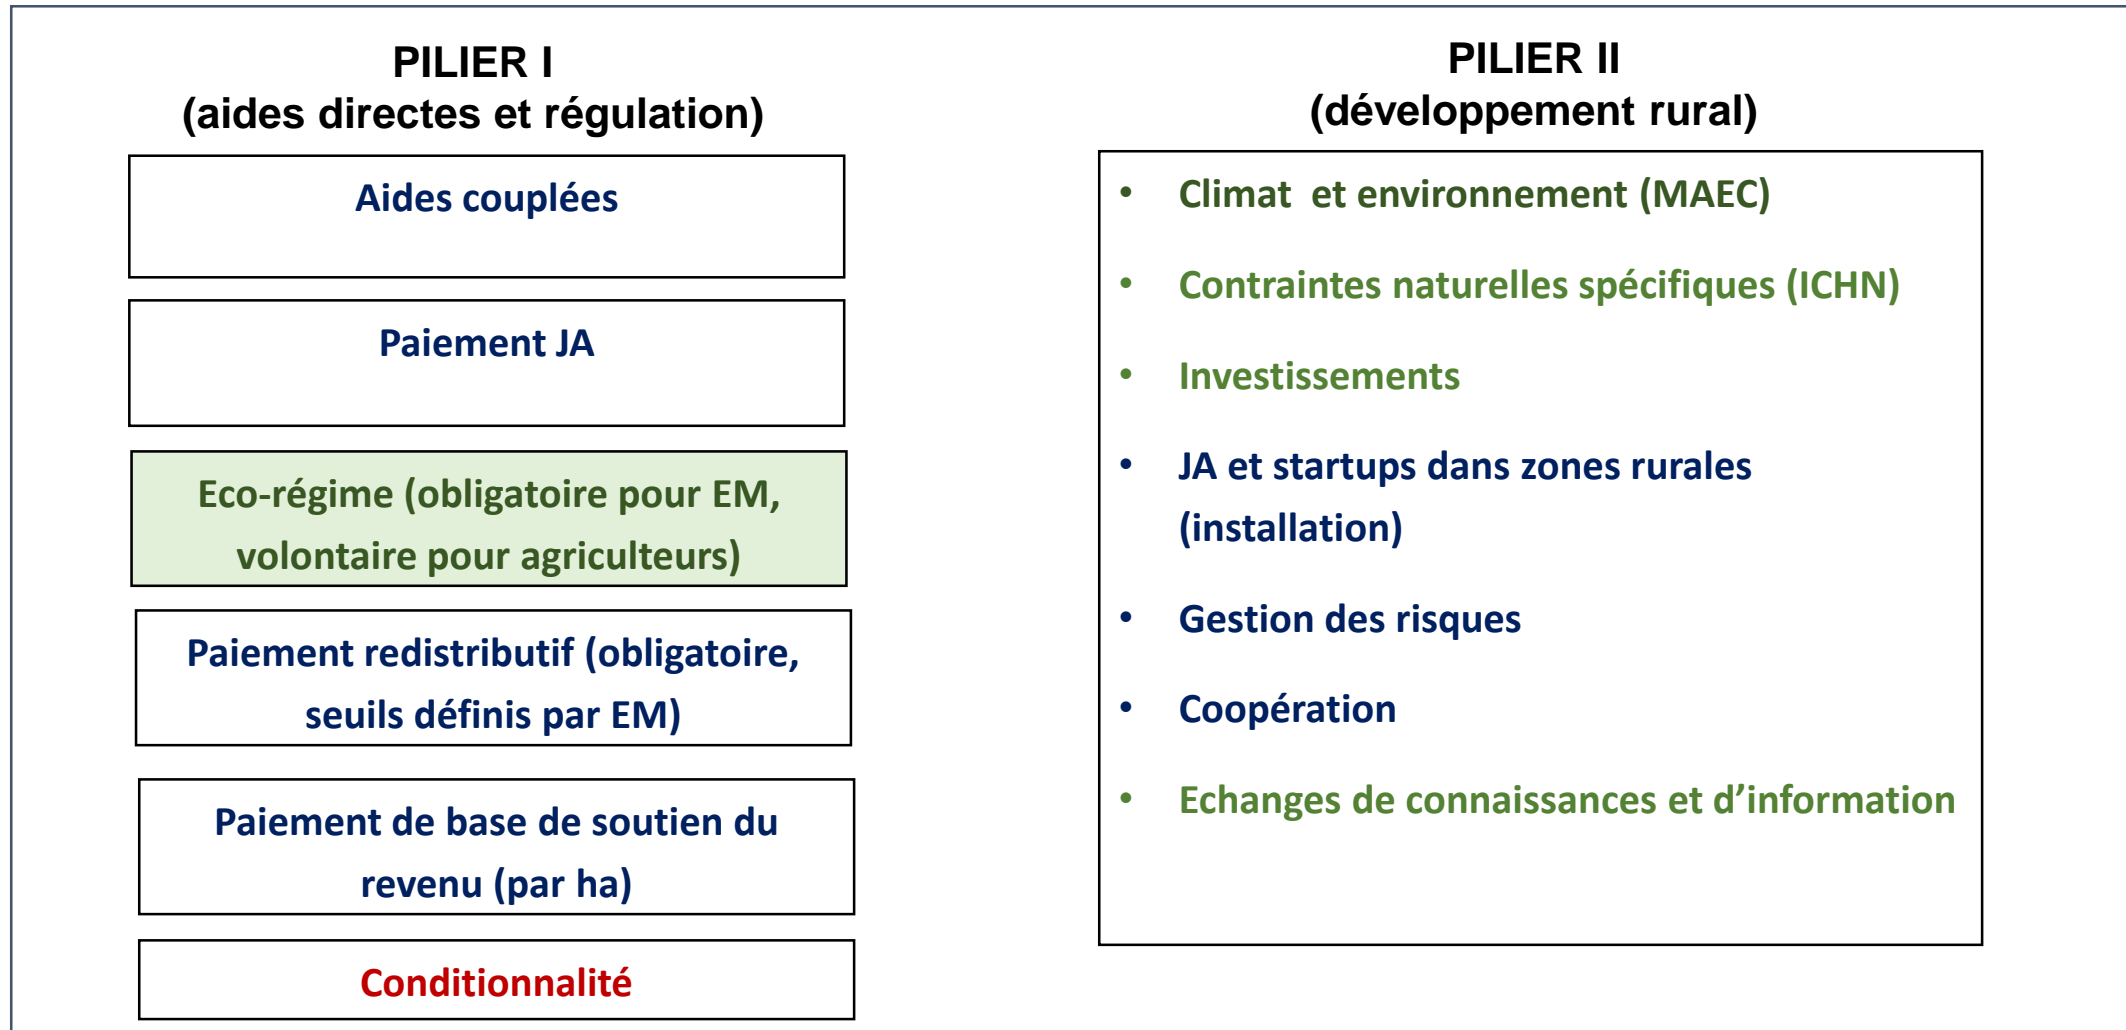 PILIER I
(aides directes et régulation)
Aides couplées
Paiement JA
Eco-régime (obligatoire pour EM,
volontaire pour agriculteurs)
Paiement redistributif (obligatoire,
seuils définis par EM)
Paiement de base de soutien du
revenu (par ha)
Conditionnalité
PILIER II
(développement rural)
• Climat et environnement (MAEC)
• Contraintes naturelles spécifiques (ICHN)
• Investissements
• JA et startups dans zones rurales
(installation)
• Gestion des risques
• Coopération
• Echanges de connaissances et d’information